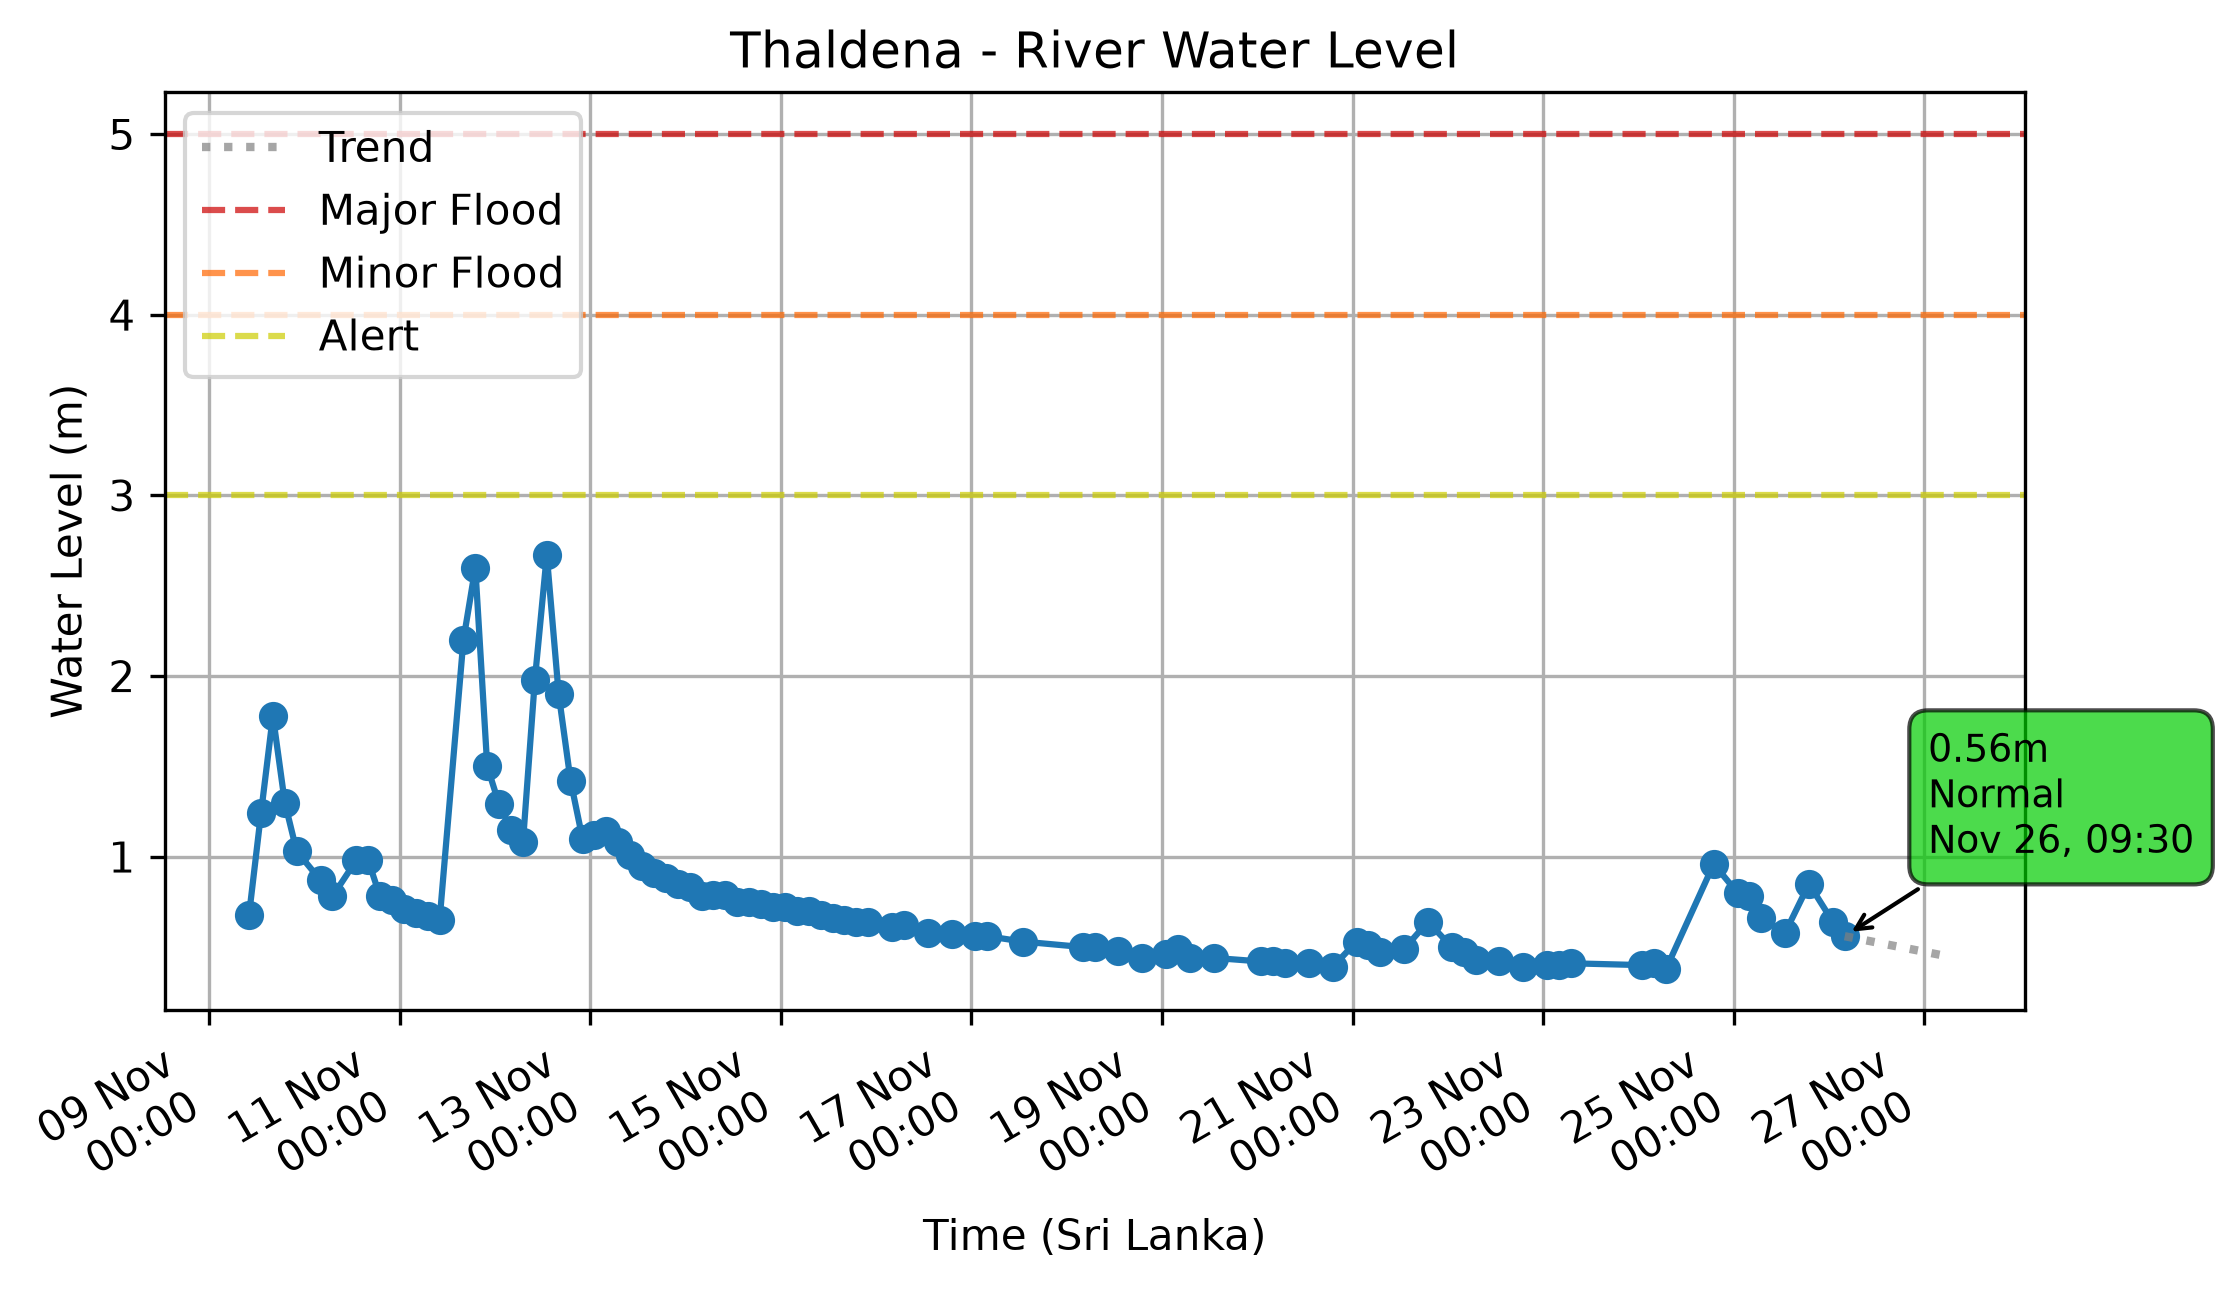 Thaldena - River Water Level
Trend
Major Flood
Minor Flood
Alert
5
4
3
2
1
Water Level (m)
0.56m
Normal
Nov 26, 09:30
09 Nov
00:00
11 Nov
00:00
13 Nov
00:00
15 Nov
00:00
17 Nov
00:00
19 Nov
00:00
21 Nov
00:00
23 Nov
00:00
25 Nov
00:00
27 Nov
00:00
Time (Sri Lanka)